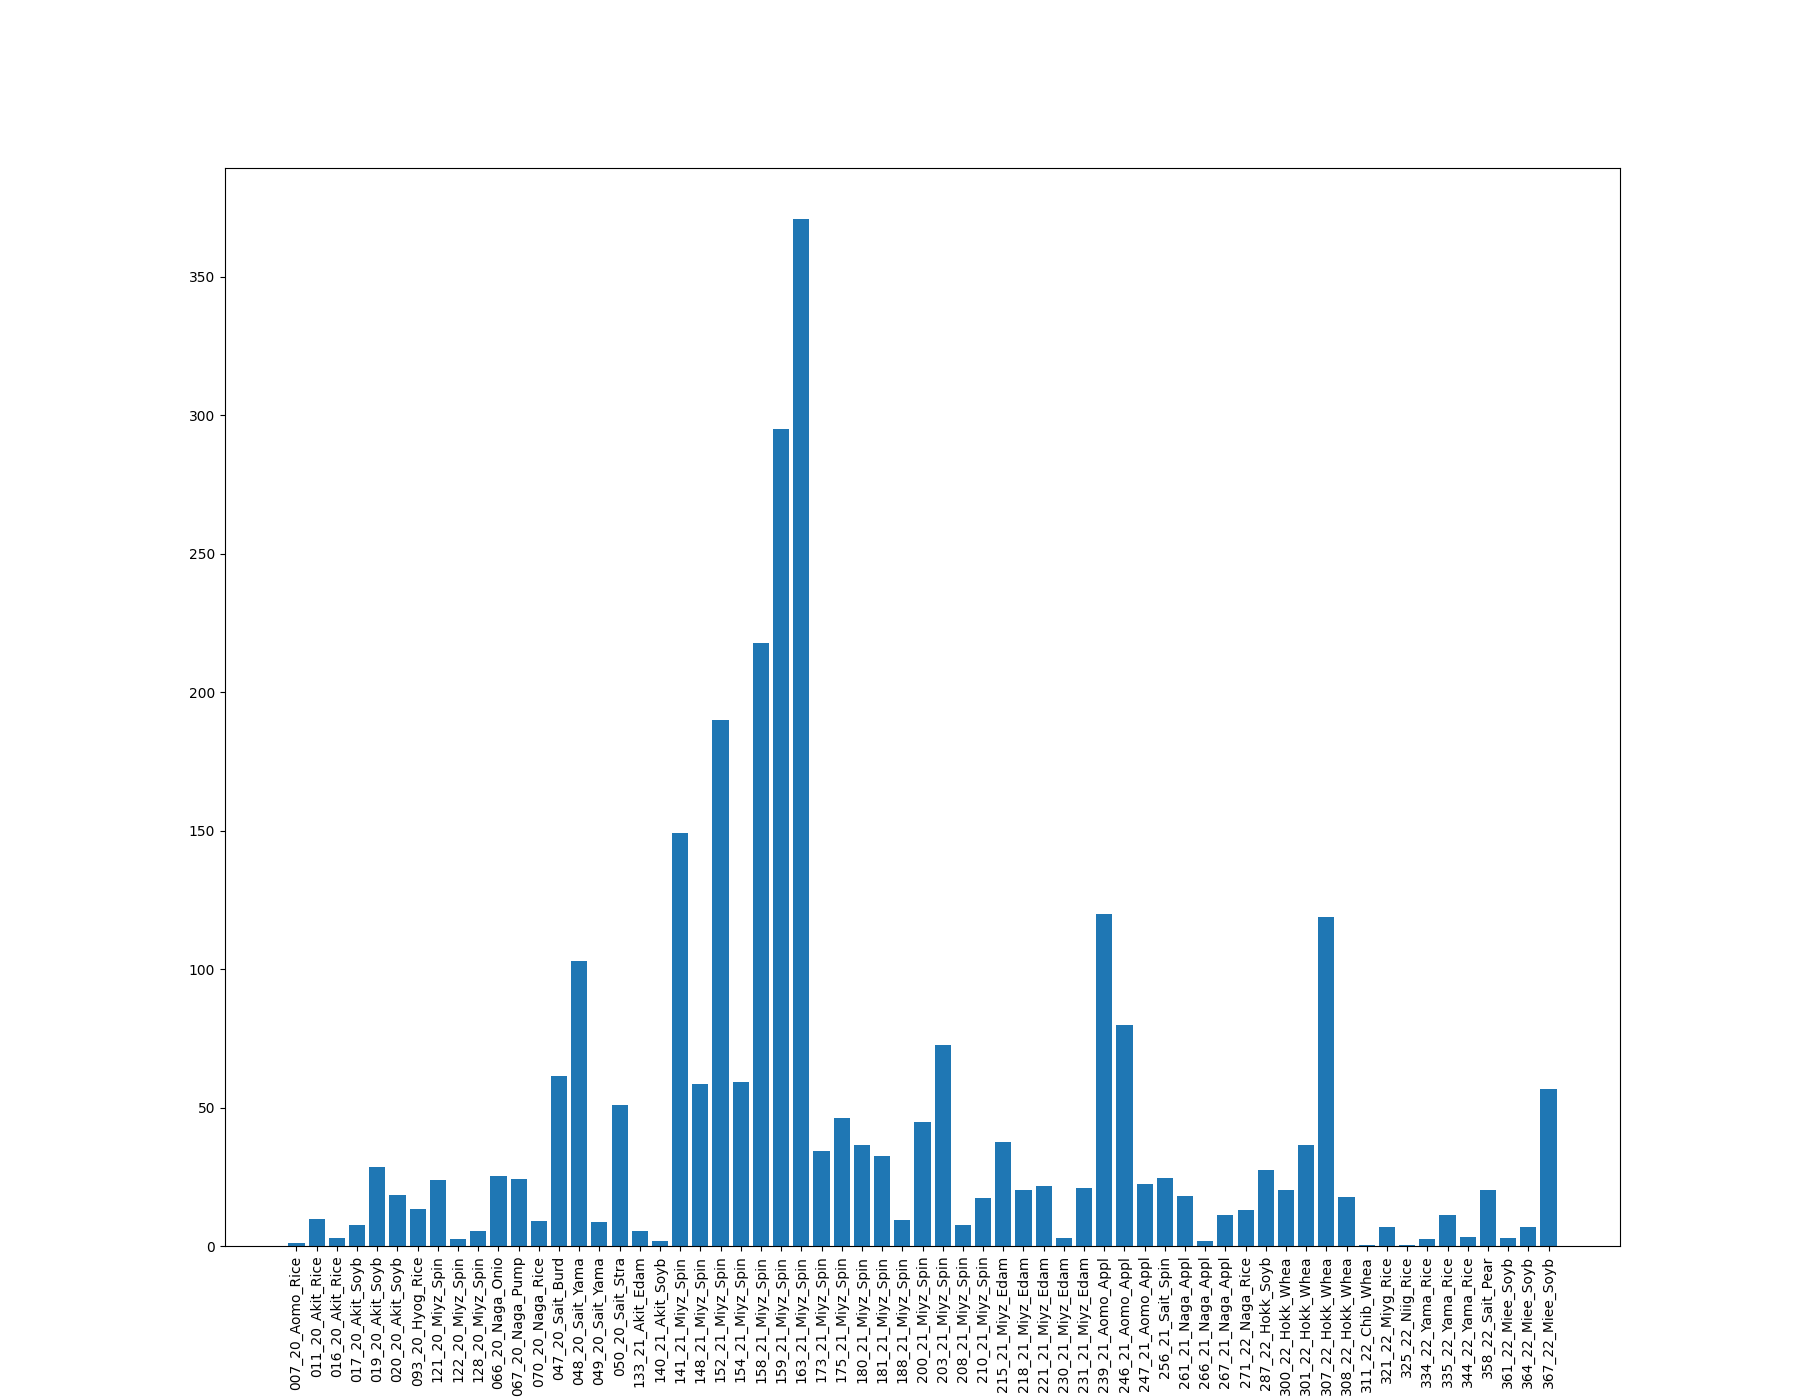 350
300
250
200
150
100
50
0
007_20_Aomo_Rice
011_20_Akit_Rice
016_20_Akit_Rice
017_20_Akit_Soyb
019_20_Akit_Soyb
020_20_Akit_Soyb
093_20_Hyog_Rice
121_20_Miyz_Spin
122_20_Miyz_Spin
128_20_Miyz_Spin
066_20_Naga_Onio
067_20_Naga_Pump
070_20_Naga_Rice
047_20_Sait_Burd
048_20_Sait_Yama
049_20_Sait_Yama
050_20_Sait_Stra
133_21_Akit_Edam
140_21_Akit_Soyb
141_21_Miyz_Spin
148_21_Miyz_Spin
152_21_Miyz_Spin
154_21_Miyz_Spin
158_21_Miyz_Spin
159_21_Miyz_Spin
163_21_Miyz_Spin
173_21_Miyz_Spin
175_21_Miyz_Spin
180_21_Miyz_Spin
181_21_Miyz_Spin
188_21_Miyz_Spin
200_21_Miyz_Spin
203_21_Miyz_Spin
208_21_Miyz_Spin
210_21_Miyz_Spin
215_21_Miyz_Edam
218_21_Miyz_Edam
221_21_Miyz_Edam
230_21_Miyz_Edam
231_21_Miyz_Edam
239_21_Aomo_Appl
246_21_Aomo_Appl
247_21_Aomo_Appl
256_21_Sait_Spin
261_21_Naga_Appl
266_21_Naga_Appl
267_21_Naga_Appl
271_22_Naga_Rice
287_22_Hokk_Soyb
300_22_Hokk_Whea
301_22_Hokk_Whea
307_22_Hokk_Whea
308_22_Hokk_Whea
311_22_Chib_Whea
321_22_Miyg_Rice
325_22_Niig_Rice
334_22_Yama_Rice
335_22_Yama_Rice
344_22_Yama_Rice
358_22_Sait_Pear
361_22_Miee_Soyb
364_22_Miee_Soyb
367_22_Miee_Soyb